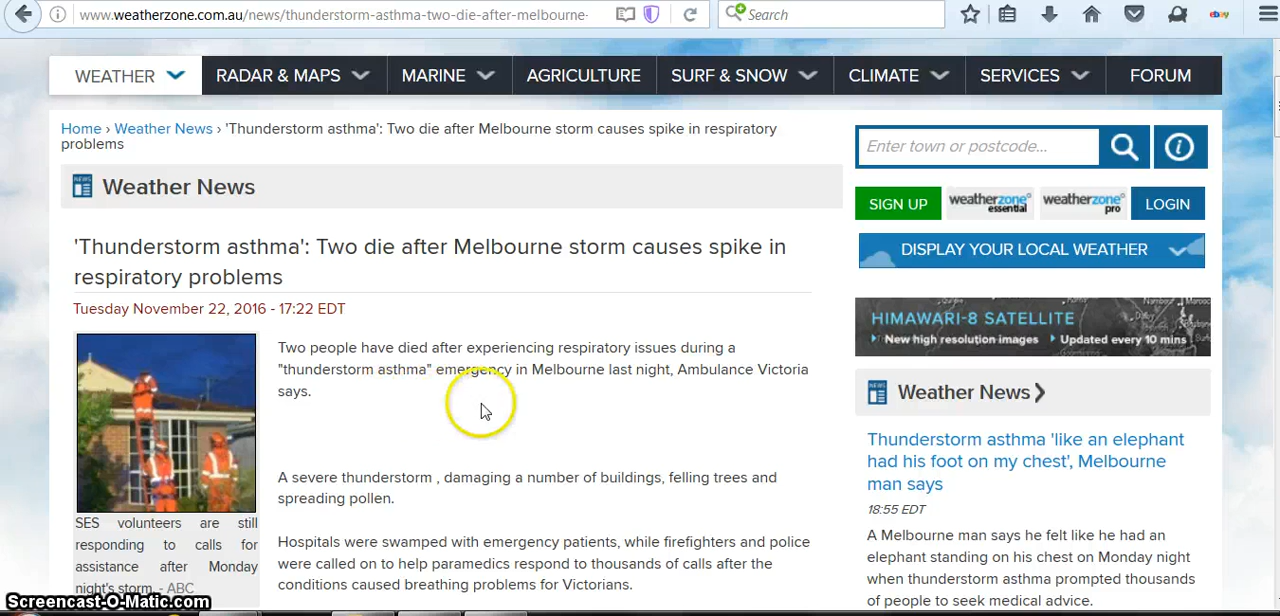 www.weatherzone.com.au/news/thunderstorm-asthma-two-die-after-melbourne-
Search
WEATHER RADAR & MAPS MARINE AGRICULTURE SURF & SNOW CLIMATE SERVICES FORUM
Home › Weather News › 'Thunderstorm asthma': Two die after Melbourne storm causes spike in respiratory
problems
Weather News
'Thunderstorm asthma': Two die after Melbourne storm causes spike in
respiratory problems
Tuesday November 22, 2016 - 17:22 EDT
SES volunteers are still
responding to calls for
assistance after Monday
night's storm. - ABC
Two people have died after experiencing respiratory issues during a
"thunderstorm asthma" emergency in Melbourne last night, Ambulance Victoria
says.
A severe thunderstorm , damaging a number of buildings, felling trees and
spreading pollen.
Hospitals were swamped with emergency patients, while firefighters and police
were called on to help paramedics respond to thousands of calls after the
conditions caused breathing problems for Victorians.
Enter town or postcode...
SIGN UP weatherzone essential weatherzone pro LOGIN
DISPLAY YOUR LOCAL WEATHER
HIMAWARI-8 SATELLITE
New high resolution images Updated every 10 mins
Weather News
Thunderstorm asthma 'like an elephant
had his foot on my chest', Melbourne
man says
18:55 EDT
A Melbourne man says he felt like he had an
elephant standing on his chest on Monday night
when thunderstorm asthma prompted thousands
of people to seek medical advice.
Screencast-O-Matic.com